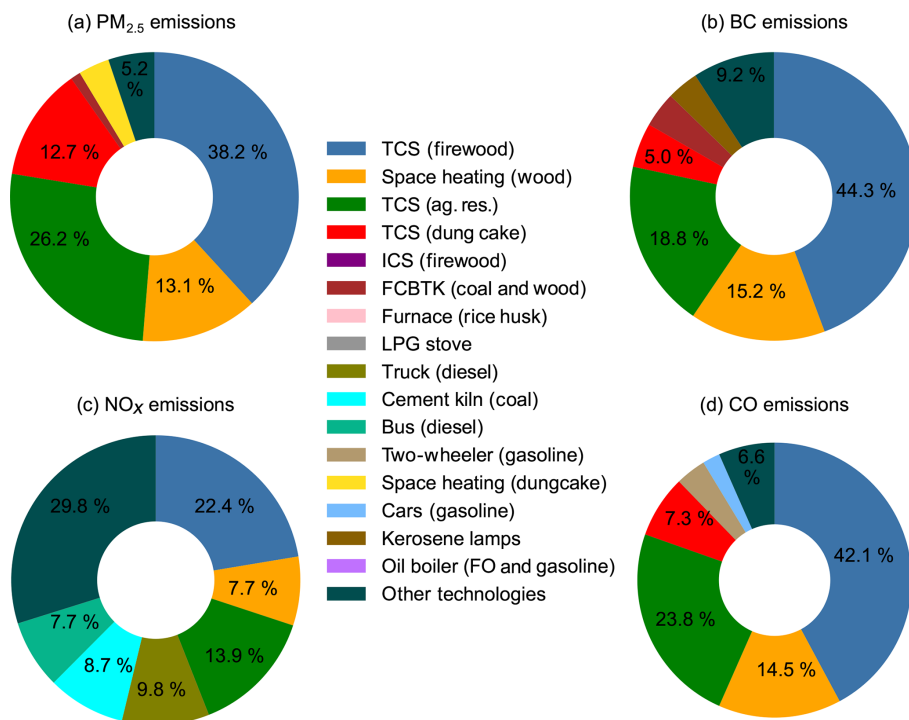 (a) PM2.5 emissions
5.2
%
38.2 %
12.7 %
26.2 %
13.1 %
(b) BC emissions
9.2 %
44.3 %
5.0 %
18.8 %
15.2 %
TCS (firewood)
Space heating (wood)
TCS (ag. res.)
TCS (dung cake)
ICS (firewood)
FCBTK (coal and wood)
Furnace (rice husk)
LPG stove
Truck (diesel)
Cement kiln (coal)
Bus (diesel)
Two-wheeler (gasoline)
Space heating (dungcake)
Cars (gasoline)
Kerosene lamps
Oil boiler (FO and gasoline)
Other technologies
(c) NOx emissions
29.8 %
22.4 %
7.7 %
7.7 %
13.9 %
8.7 %
9.8 %
(d) CO emissions
6.6
%
7.3 %
42.1 %
23.8 %
14.5 %